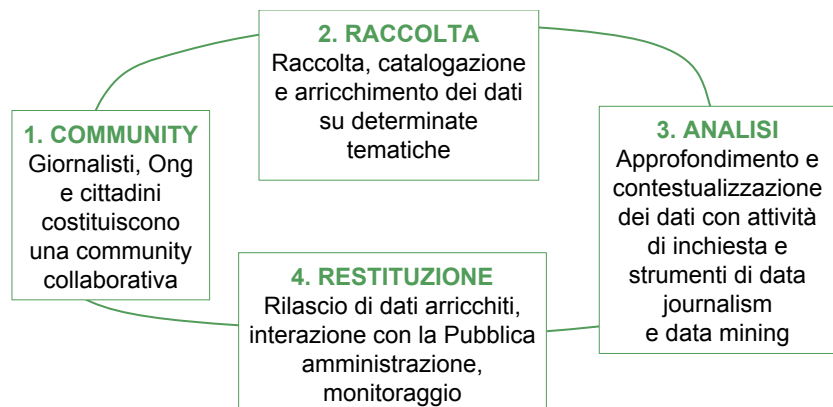 1. COMMUNITY
Giornalisti, Ong
e cittadini
costituiscono
una community
collaborativa
2. RACCOLTA
Raccolta, catalogazione
e arricchimento dei dati
su determinate
tematiche
3. ANALISI
Approfondimento e
contestualizzazione
dei dati con attività
di inchiesta e
strumenti di data
journalism
e data mining
4. RESTITUZIONE
Rilascio di dati arricchiti,
interazione con la Pubblica
amministrazione,
monitoraggio